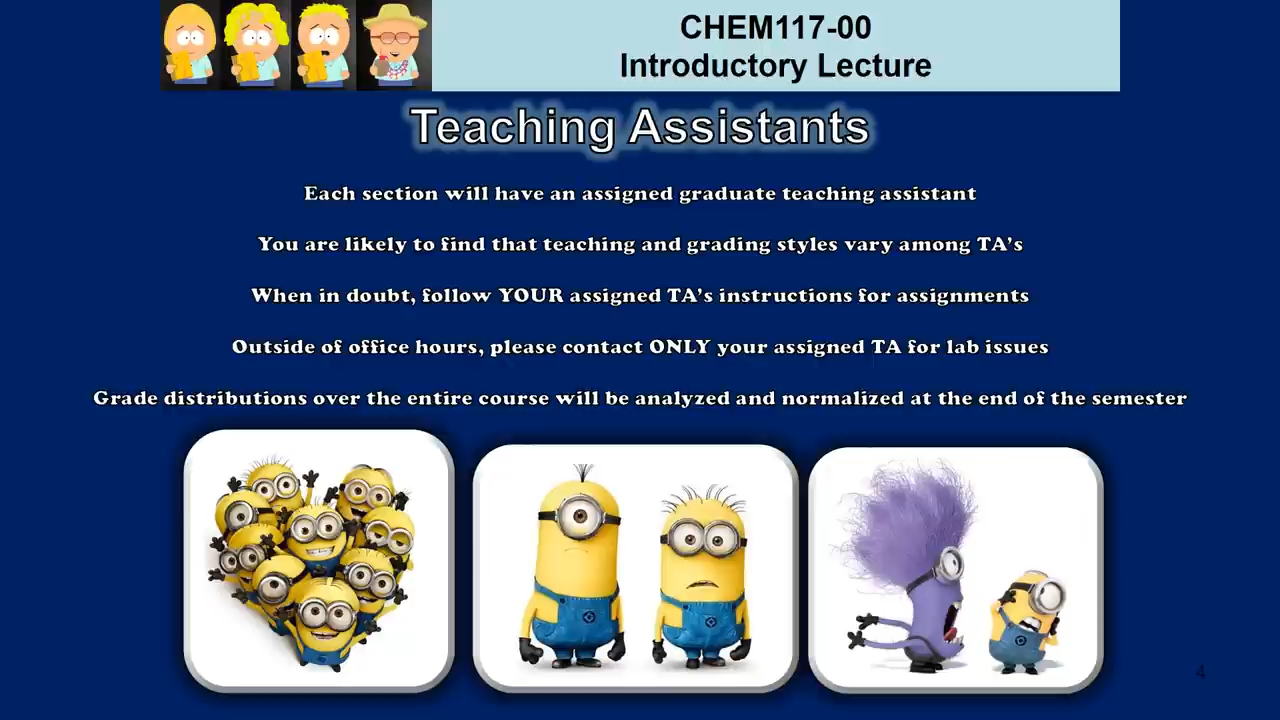 CHEM117-00
Introductory Lecture
Teaching Assistants
Each section will have an assigned graduate teaching assistant
You are likely to find that teaching and grading styles vary among TA's
When in doubt, follow YOUR assigned TA's instructions for assignments
Outside of office hours, please contact ONLY your assigned TA for lab issues
Grade distributions over the entire course will be analyzed and normalized at the end of the semester
4